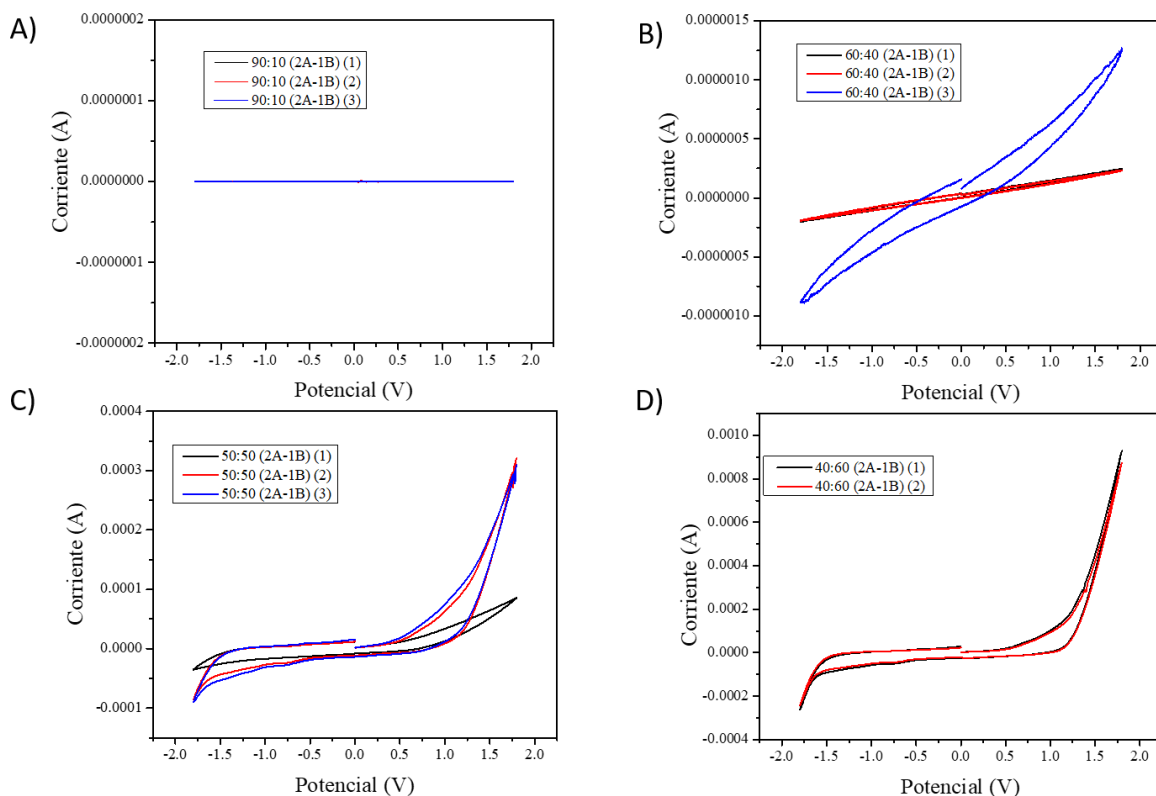 A)
0.0000002
0.0000001
0.0000000
-0.0000001
-0.0000002
Corriente (A)
90:10 (2A-1B) (1)
90:10 (2A-1B) (2)
90:10 (2A-1B) (3)
-2.0 -1.5 -1.0 -0.5 0.0 0.5 1.0 1.5 2.0
Potencial (V)
B)
0.0000015
0.0000010
0.0000005
0.0000000
-0.0000005
-0.0000010
Corriente (A)
60:40 (2A-1B) (1)
60:40 (2A-1B) (2)
60:40 (2A-1B) (3)
-2.0 -1.5 -1.0 -0.5 0.0 0.5 1.0 1.5 2.0
Potencial (V)
C)
0.0004
0.0003
0.0002
0.0001
0.0000
-0.0001
Corriente (A)
50:50 (2A-1B) (1)
50:50 (2A-1B) (2)
50:50 (2A-1B) (3)
-2.0 -1.5 -1.0 -0.5 0.0 0.5 1.0 1.5 2.0
Potencial (V)
D)
0.0010
0.0008
0.0006
0.0004
0.0002
0.0000
-0.0002
-0.0004
Corriente (A)
40:60 (2A-1B) (1)
40:60 (2A-1B) (2)
-2.0 -1.5 -1.0 -0.5 0.0 0.5 1.0 1.5 2.0
Potencial (V)